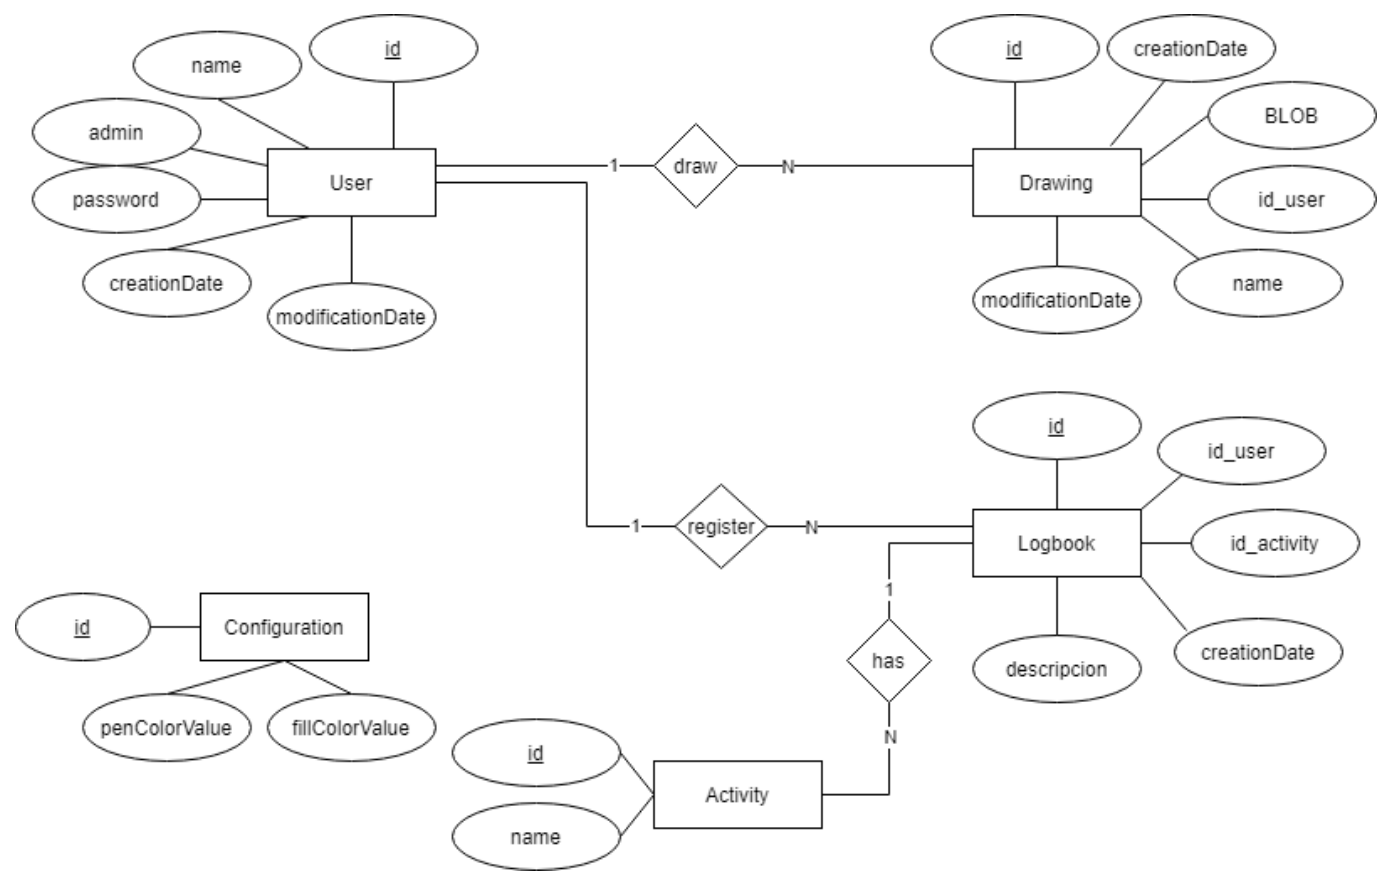 id
name
admin
password
creationDate
modificationDate
User
1
draw
N
id
creationDate
BLOB
id_user
name
modificationDate
Drawing
1
register
N
id
id_user
id_activity
creationDate
descripcion
Logbook
1
has
N
id
Configuration
penColorValue
fillColorValue
id
name
Activity